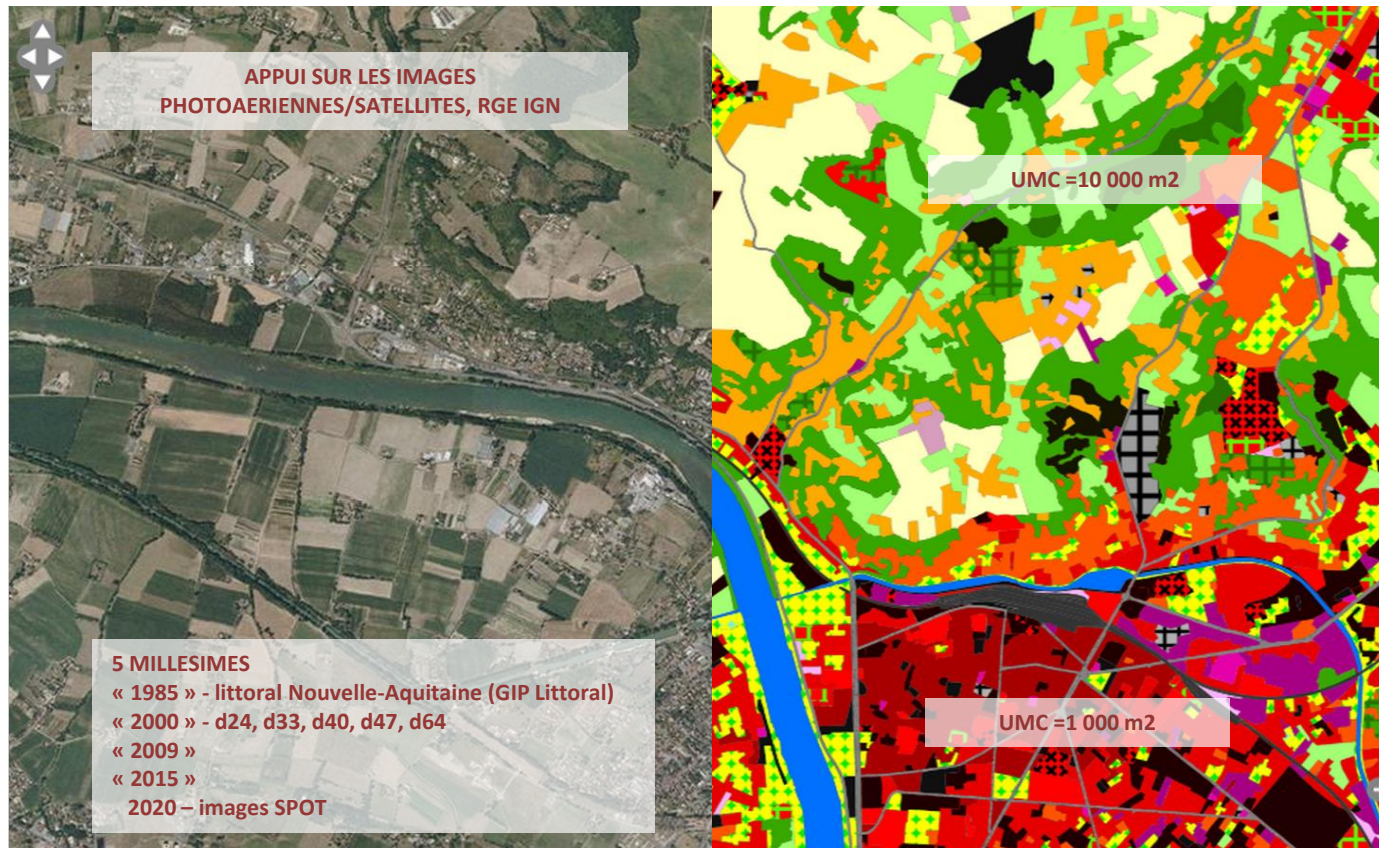 APPUI SUR LES IMAGES
PHOTOAERIENNES/SATELLITES, RGE IGN
UMC =10 000 m2
5 MILLESIMES
« 1985 » - littoral Nouvelle-Aquitaine (GIP Littoral)
« 2000 » - d24, d33, d40, d47, d64
« 2009 »
« 2015 »
2020 – images SPOT
UMC =1 000 m2